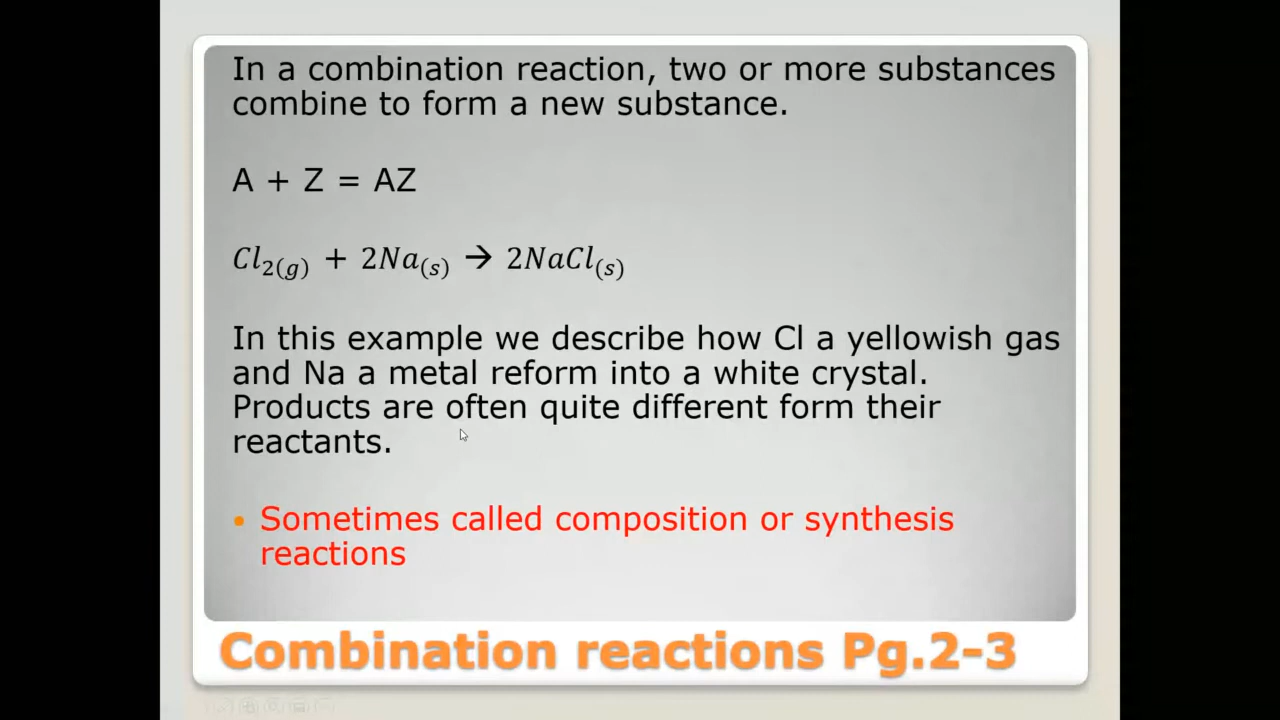 In a combination reaction, two or more substances
combine to form a new substance.
A + Z = AZ
Cl₂₍g₎ + 2Na₍s₎ → 2NaCl₍s₎
In this example we describe how Cl a yellowish gas
and Na a metal reform into a white crystal.
Products are often quite different form their
reactants.
• Sometimes called composition or synthesis
reactions
Combination reactions Pg.2-3